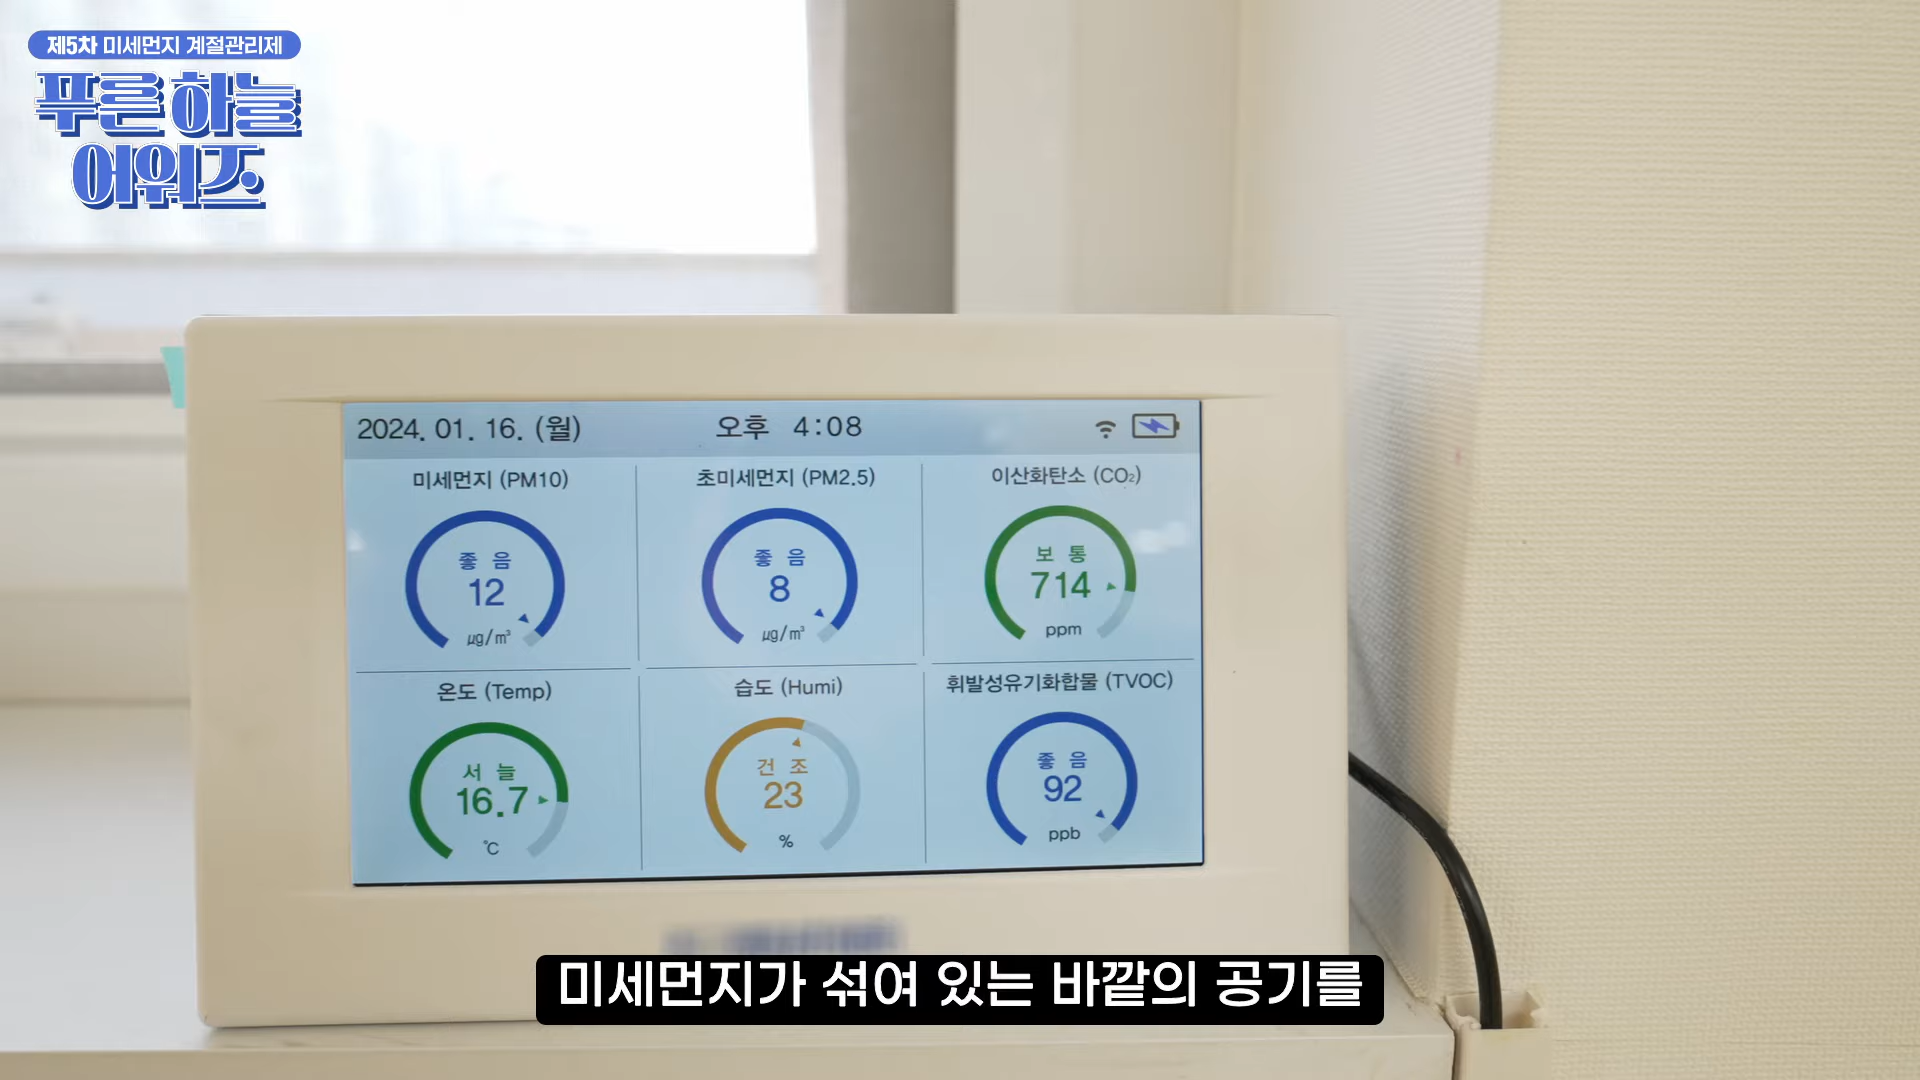 제5차 미세먼지 계절관리제
푸른 하늘
어워즈
2024. 01. 16. (월) 오후 4:08
미세먼지 (PM10)
좋음
12
㎍/㎥
초미세먼지 (PM2.5)
좋음
8
㎍/㎥
이산화탄소 (CO₂)
보통
714
ppm
온도 (Temp)
서늘
16.7
℃
습도 (Humi)
건조
23
%
휘발성유기화합물 (TVOC)
좋음
92
ppb
미세먼지가 섞여 있는 바깥의 공기를